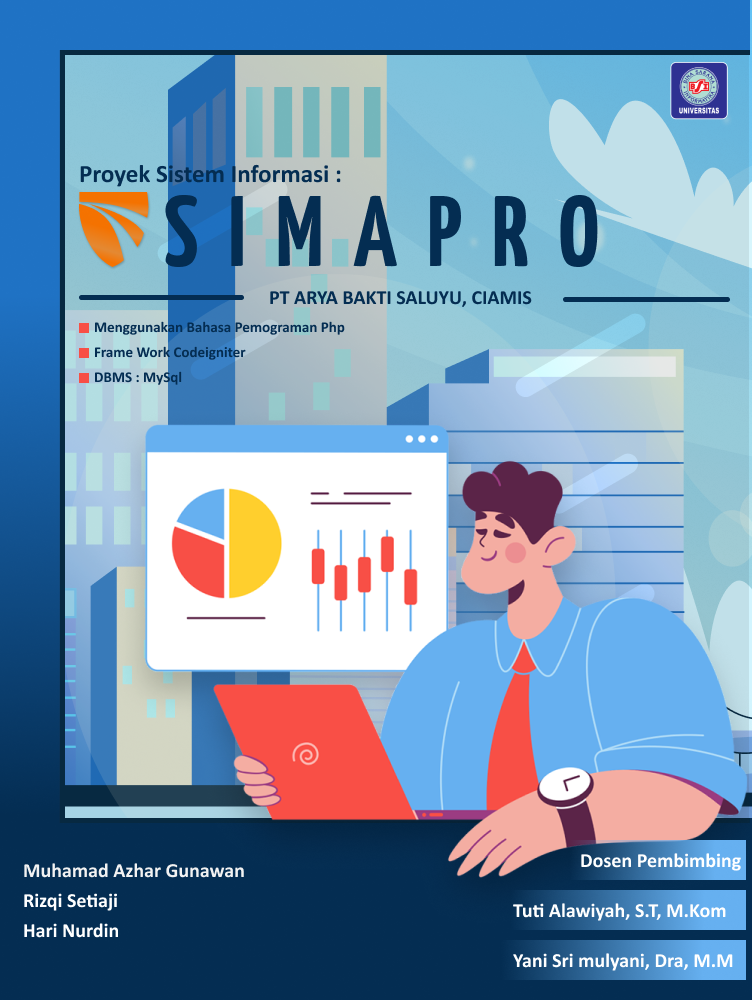 UNIVERSITAS
Proyek Sistem Informasi :
SIMAPRO
PT ARYA BAKTI SALUYU, CIAMIS
Menggunakan Bahasa Pemograman Php
Frame Work Codeigniter
DBMS : MySql
Muhamad Azhar Gunawan
Rizqi Setiaji
Hari Nurdin
Dosen Pembimbing
Tuti Alawiyah, S.T, M.Kom
Yani Sri mulyani, Dra, M.M